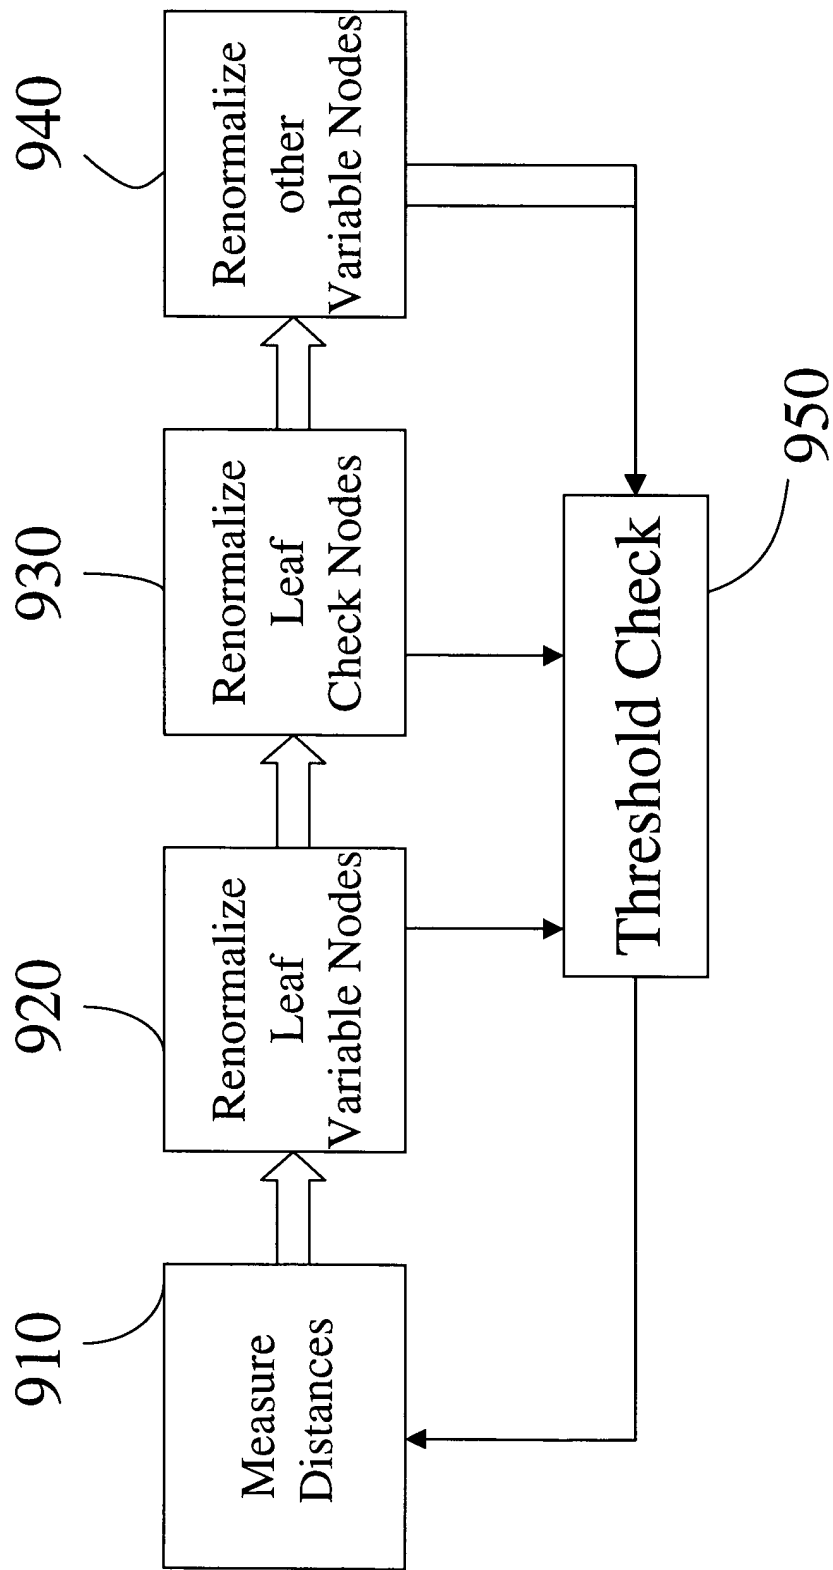 910
Measure
Distances
920
Renormalize
Leaf
Variable Nodes
930
Renormalize
Leaf
Check Nodes
940
Renormalize
other
Variable Nodes
Threshold Check
950